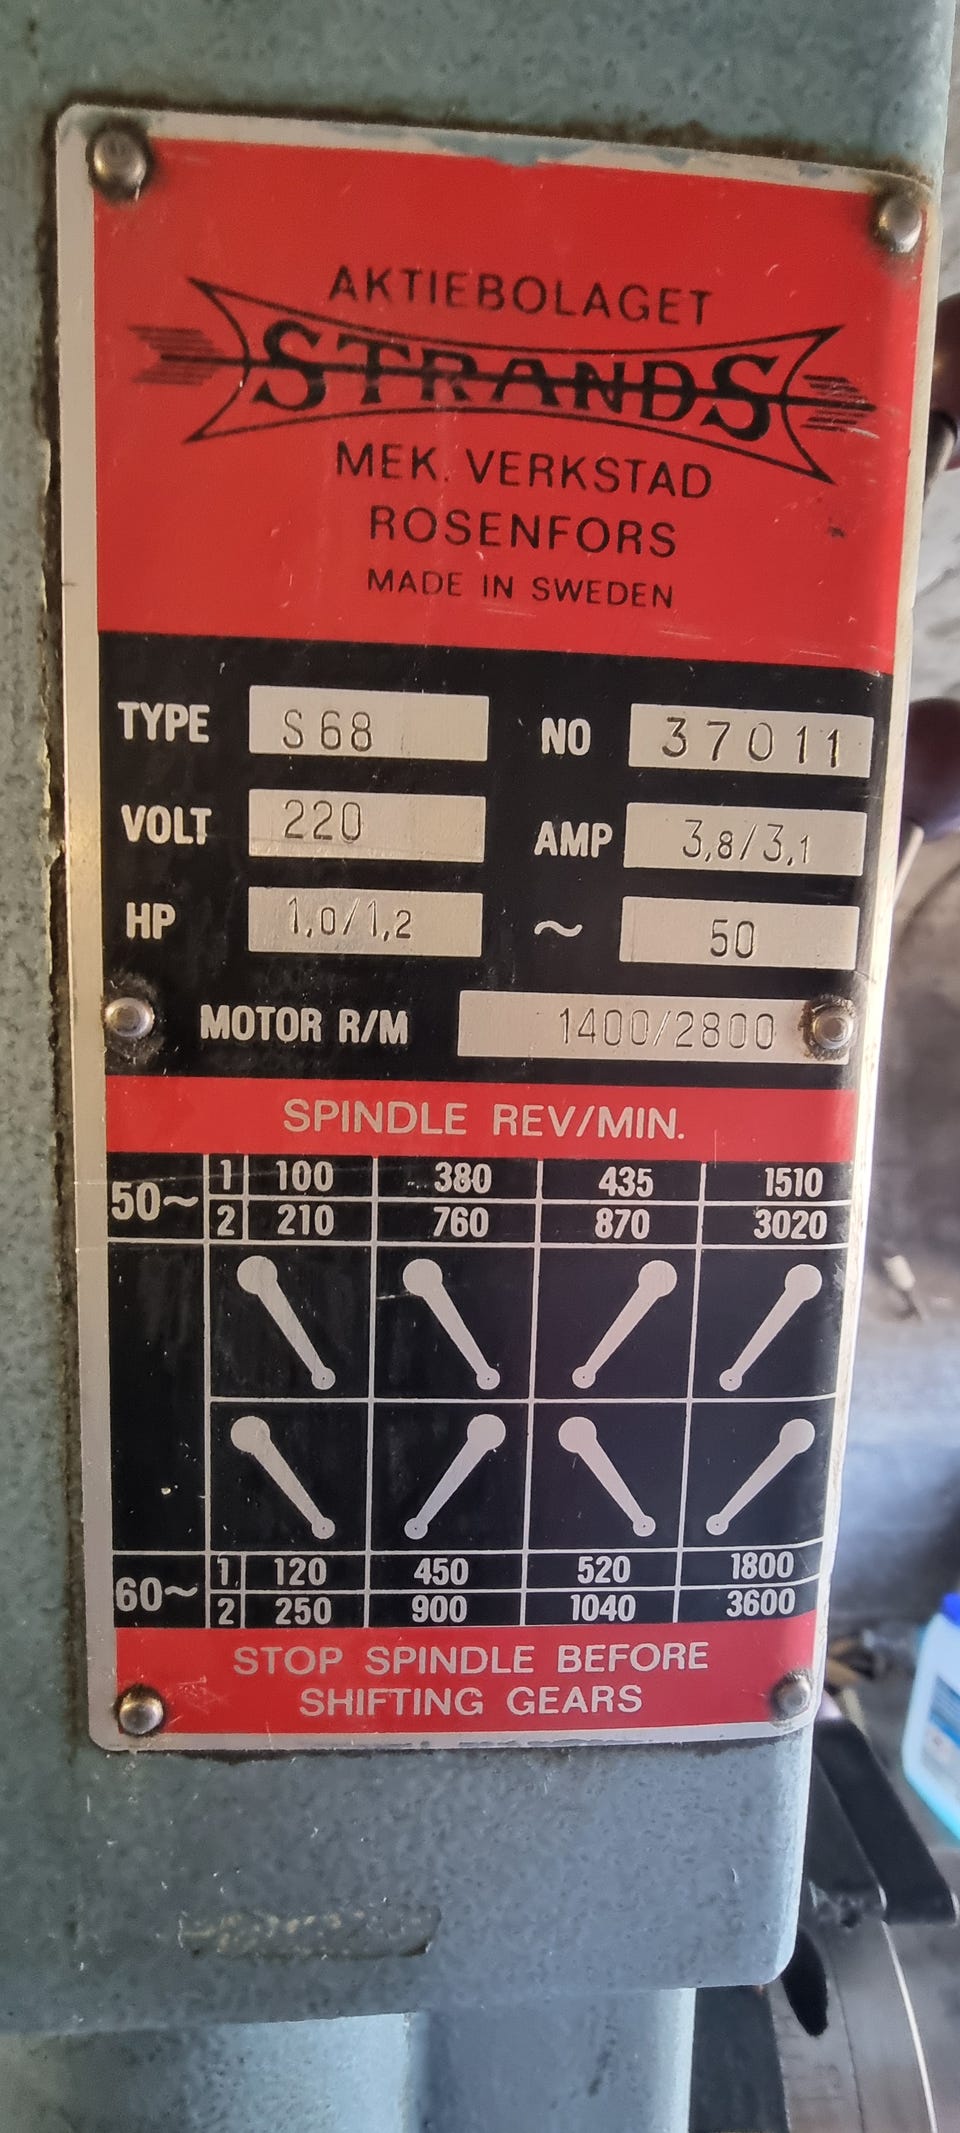 AKTIEBOLAGET
STRANDS
MEK. VERKSTAD
ROSENFORS
MADE IN SWEDEN
TYPE S68 NO 37011
VOLT 220 AMP 3,8/3,1
HP 1,0/1,2 ~ 50
MOTOR R/M 1400/2800
SPINDLE REV/MIN.
50~ 1 100 380 435 1510
2 210 760 870 3020
60~ 1 120 450 520 1800
2 250 900 1040 3600
STOP SPINDLE BEFORE
SHIFTING GEARS